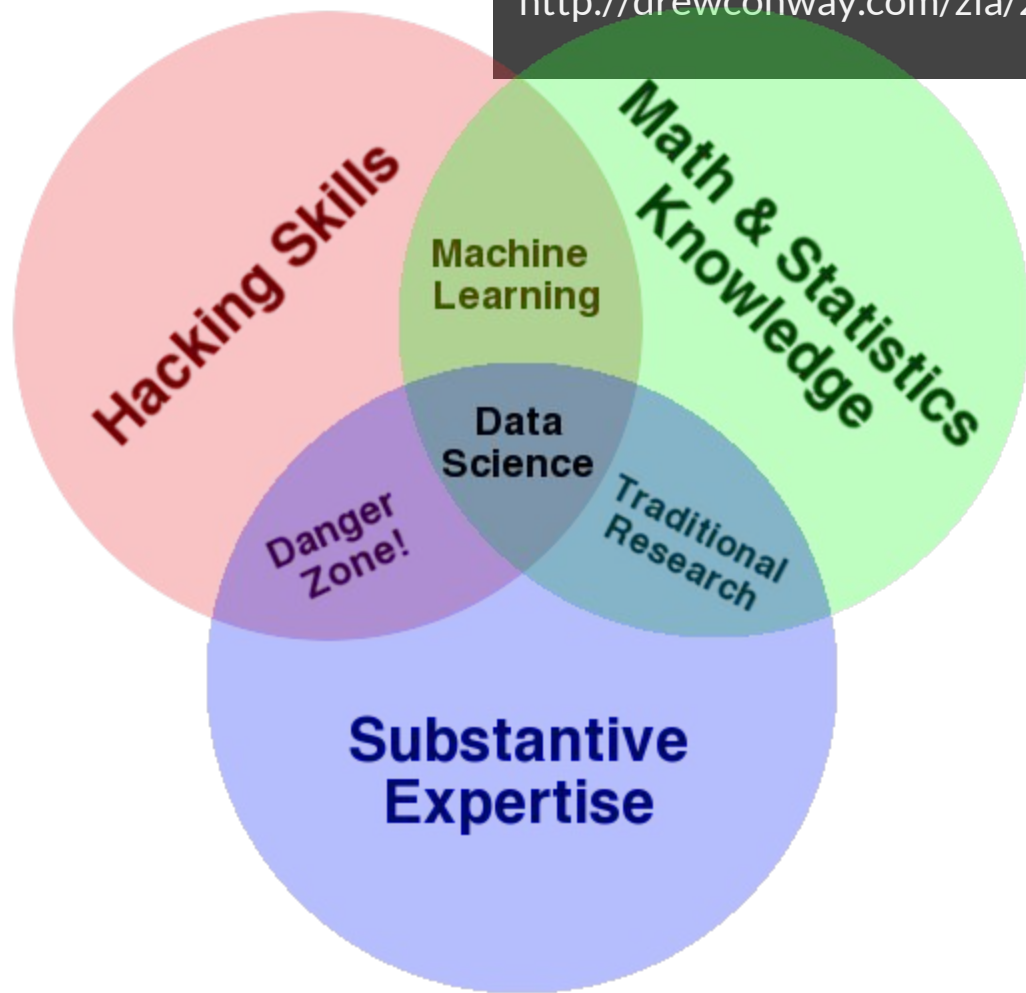 http://drewconway.com/zia/2
Hacking Skills
Math & Statistics
Knowledge
Machine
Learning
Data
Science
Danger
Zone!
Traditional
Research
Substantive
Expertise